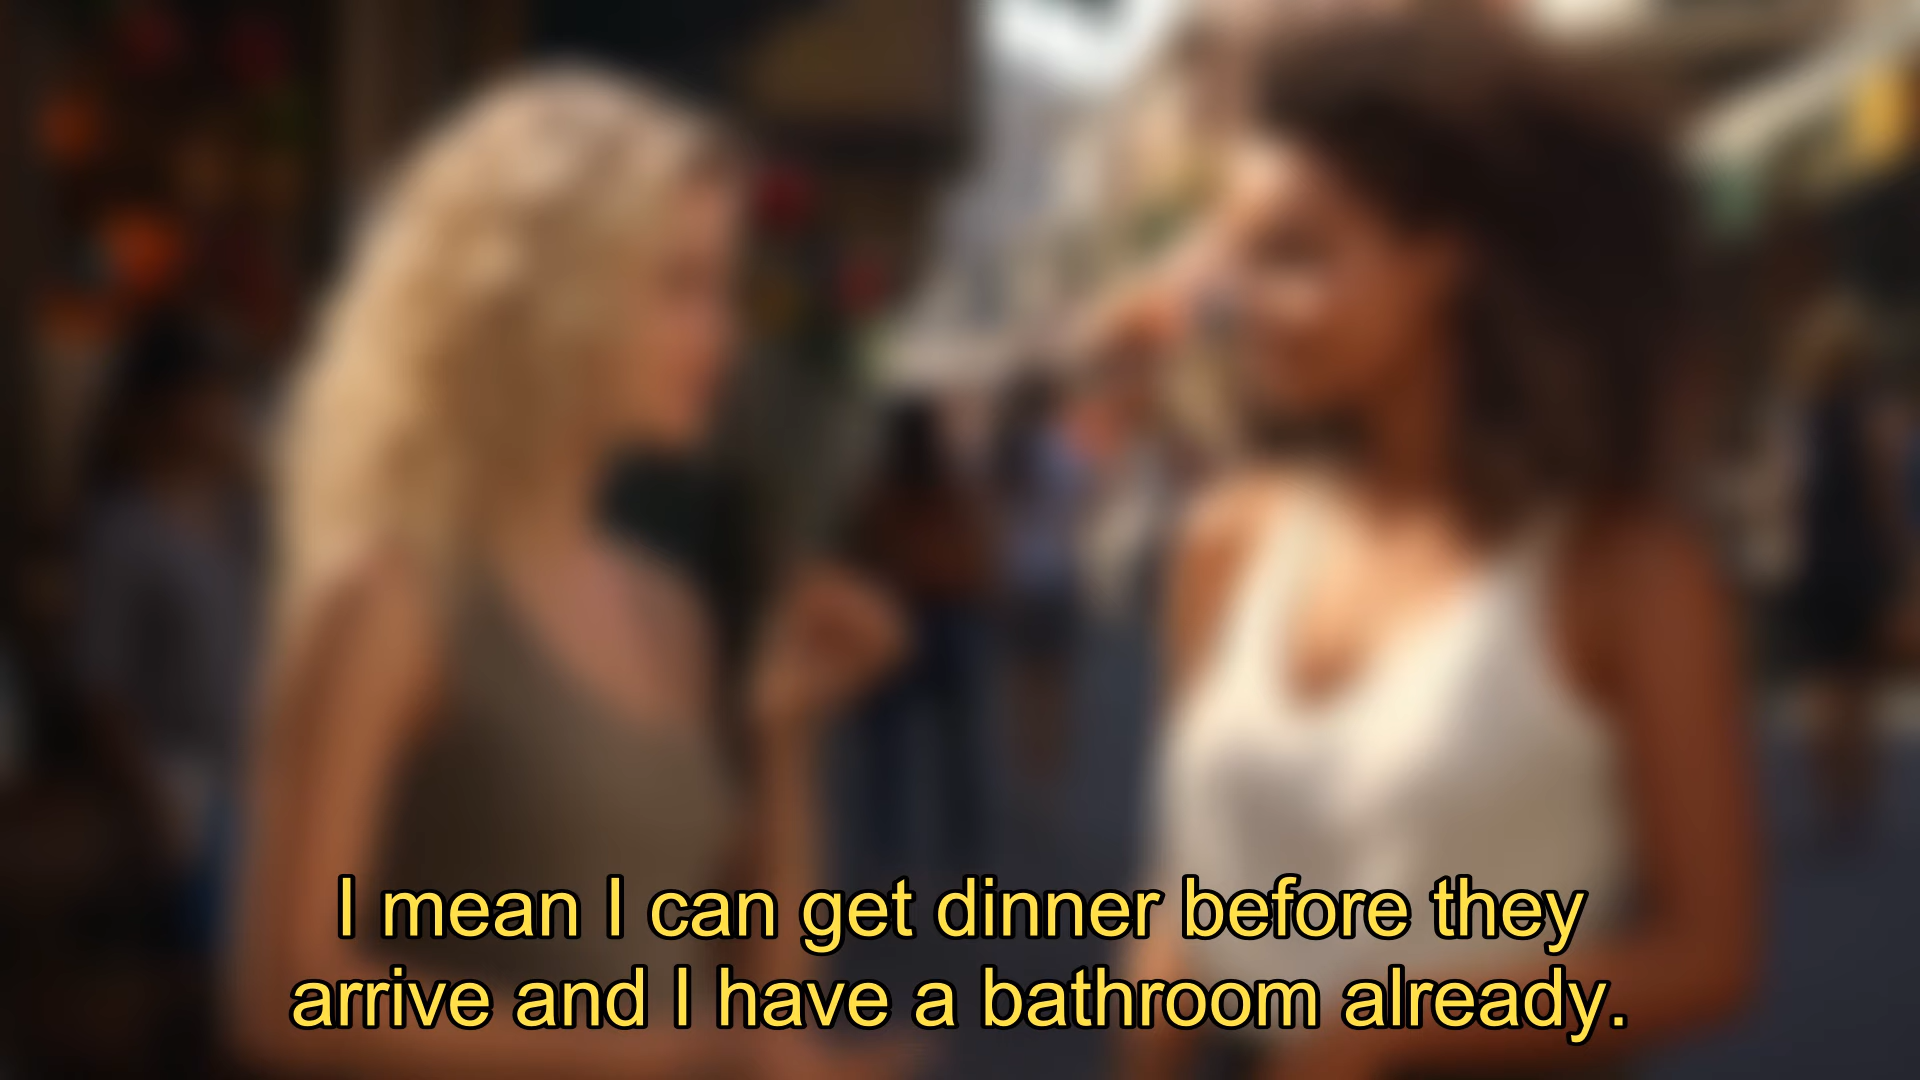 I mean I can get dinner before they
arrive and I have a bathroom already.